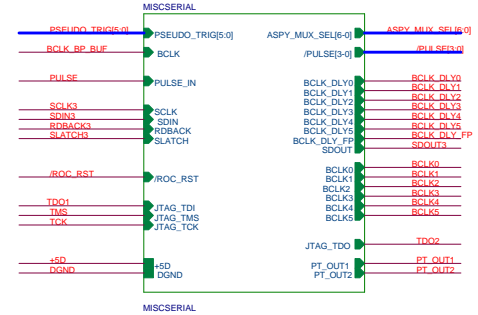 MISCSERIAL
PSEUDO_TRIG[5:0] PSEUDO_TRIG[5:0] ASPY_MUX_SEL[6-0] ASPY_MUX_SEL[6:0]
BCLK_BP_BUF BCLK /PULSE[3-0] /PULSE[3:0]
PULSE PULSE_IN BCLK_DLY0 BCLK_DLY0
BCLK_DLY1 BCLK_DLY1
BCLK_DLY2 BCLK_DLY2
SCLK3 SCLK BCLK_DLY3 BCLK_DLY3
SDIN3 SDIN BCLK_DLY4 BCLK_DLY4
RDBACK3 RDBACK BCLK_DLY5 BCLK_DLY5
SLATCH3 SLATCH BCLK_DLY_FP BCLK_DLY_FP
SDOUT SDOUT3
/ROC_RST /ROC_RST BCLK0 BCLK0
BCLK1 BCLK1
BCLK2 BCLK2
BCLK3 BCLK3
TDO1 JTAG_TDI BCLK4 BCLK4
TMS JTAG_TMS BCLK5 BCLK5
TCK JTAG_TCK
JTAG_TDO TDO2
+5D +5D PT_OUT1 PT_OUT1
DGND DGND PT_OUT2 PT_OUT2
MISCSERIAL